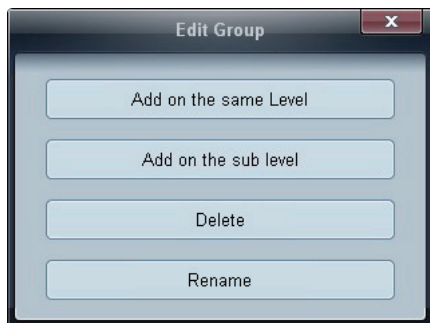 Edit Group
x
Add on the same Level
Add on the sub level
Delete
Rename